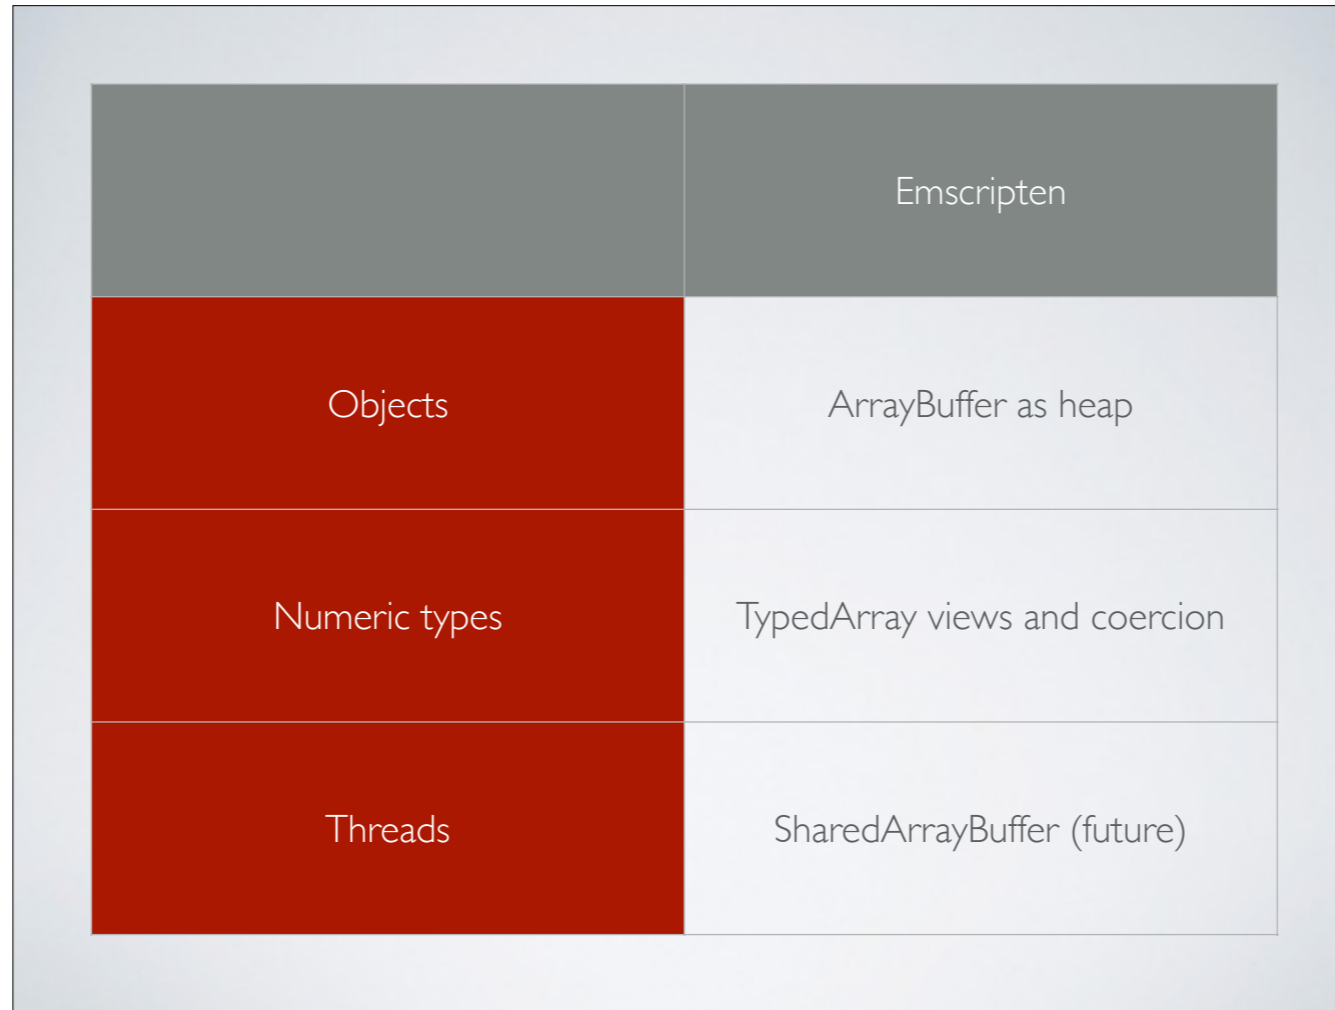 Emscripten
Objects
ArrayBuffer as heap
Numeric types
TypedArray views and coercion
Threads
SharedArrayBuffer (future)